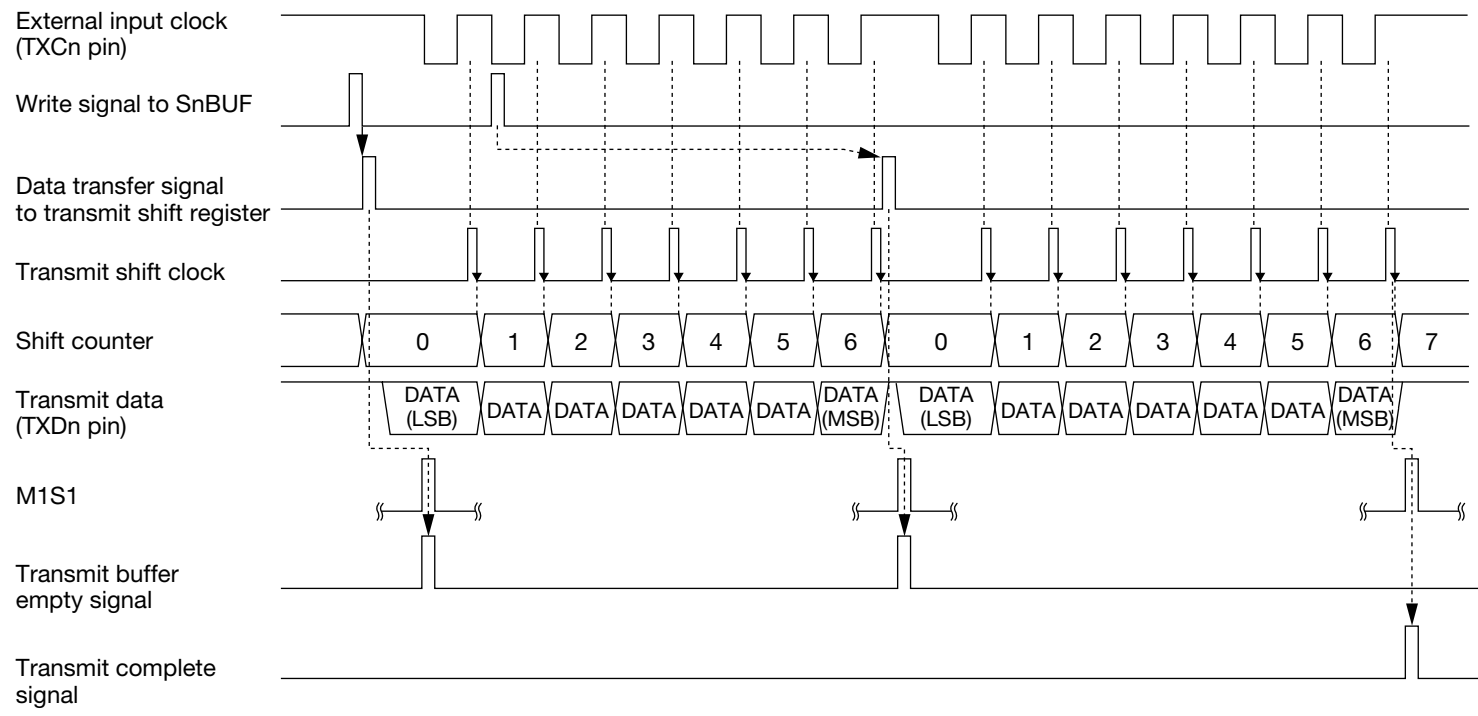 External input clock
(TXCn pin)
Write signal to SnBUF
Data transfer signal
to transmit shift register
Transmit shift clock
Shift counter
0 1 2 3 4 5 6 0 1 2 3 4 5 6 7
Transmit data
(TXDn pin)
DATA
(LSB) DATA DATA DATA DATA DATA DATA
(MSB) DATA
(LSB) DATA DATA DATA DATA DATA DATA
(MSB)
M1S1
Transmit buffer
empty signal
Transmit complete
signal